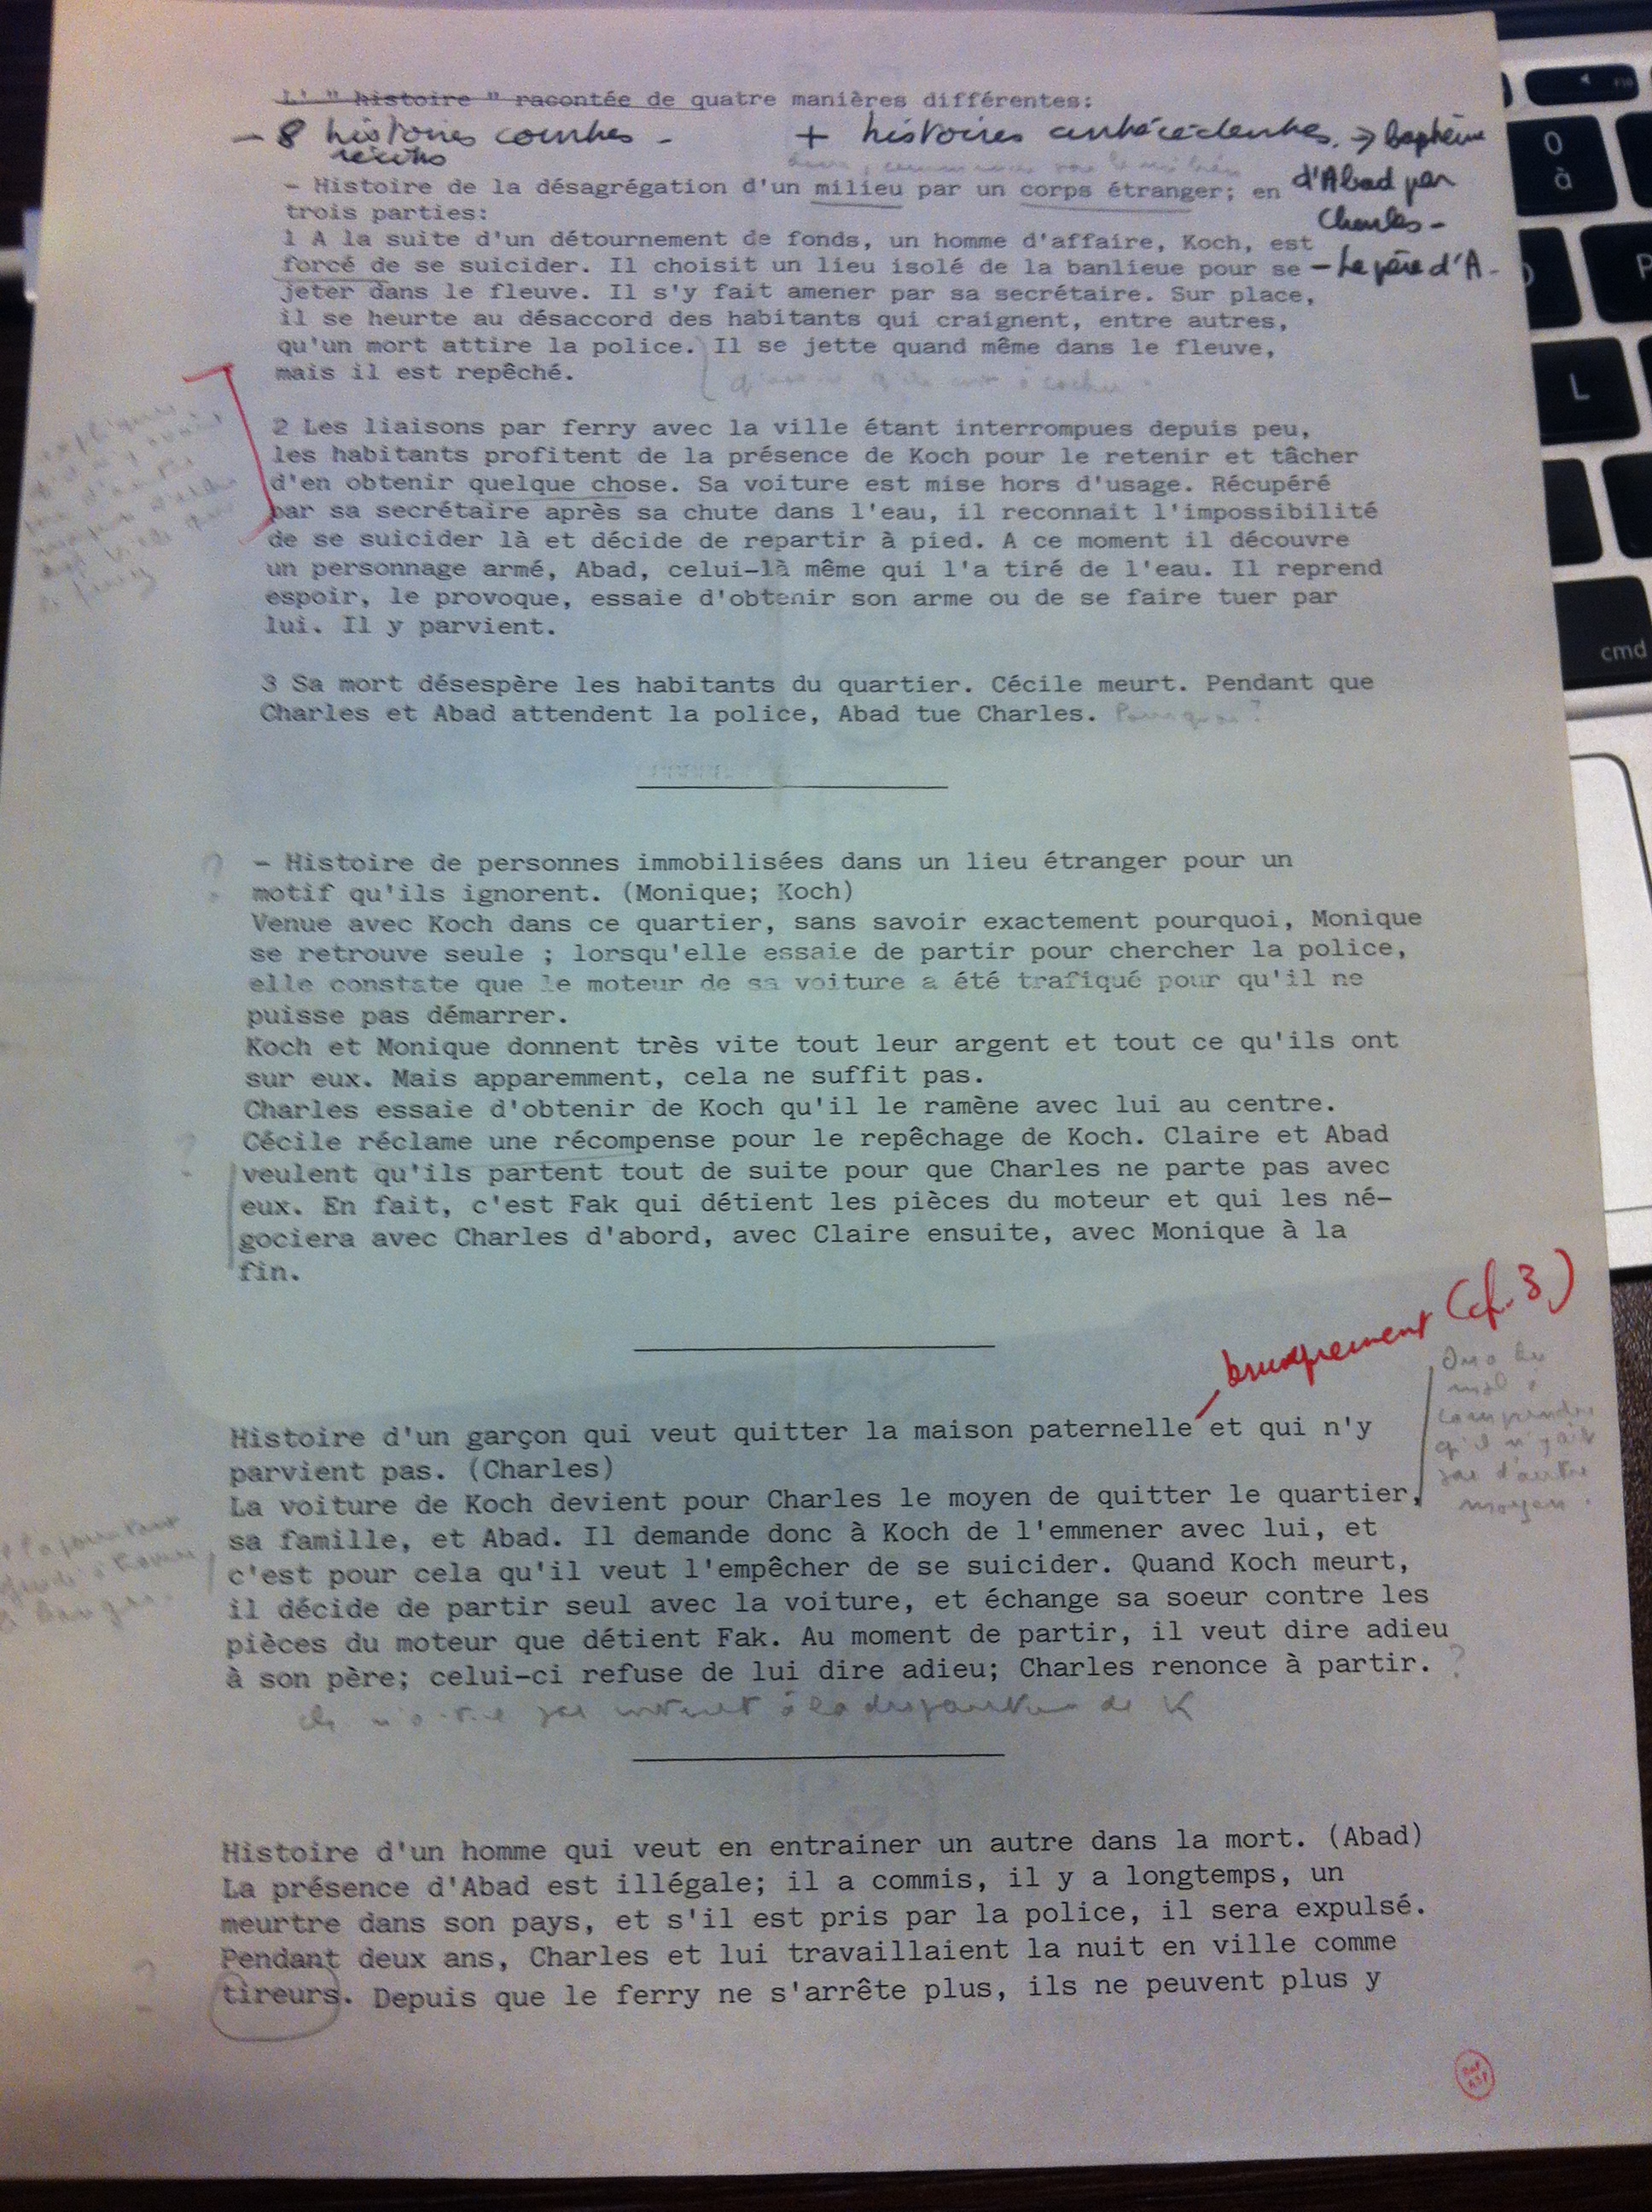 L' " histoire " racontée de quatre manières différentes:
- 8 histoires courtes - + histoires antécédentes. → baptême
récits
- Histoire de la désagrégation d'un milieu par un corps étranger; en d'Abad par
trois parties: Charles -
1 A la suite d'un détournement de fonds, un homme d'affaire, Koch, est
forcé de se suicider. Il choisit un lieu isolé de la banlieue pour se - Le père d'A -
jeter dans le fleuve. Il s'y fait amener par sa secrétaire. Sur place,
il se heurte au désaccord des habitants qui craignent, entre autres,
qu'un mort attire la police. Il se jette quand même dans le fleuve,
mais il est repêché.
2 Les liaisons par ferry avec la ville étant interrompues depuis peu,
les habitants profitent de la présence de Koch pour le retenir et tâcher
d'en obtenir quelque chose. Sa voiture est mise hors d'usage. Récupéré
par sa secrétaire après sa chute dans l'eau, il reconnait l'impossibilité
de se suicider là et décide de repartir à pied. A ce moment il découvre
un personnage armé, Abad, celui-là même qui l'a tiré de l'eau. Il reprend
espoir, le provoque, essaie d'obtenir son arme ou de se faire tuer par
lui. Il y parvient.
3 Sa mort désespère les habitants du quartier. Cécile meurt. Pendant que
Charles et Abad attendent la police, Abad tue Charles. Pourquoi ?
?
- Histoire de personnes immobilisées dans un lieu étranger pour un
motif qu'ils ignorent. (Monique; Koch)
Venue avec Koch dans ce quartier, sans savoir exactement pourquoi, Monique
se retrouve seule ; lorsqu'elle essaie de partir pour chercher la police,
elle constate que le moteur de sa voiture a été trafiqué pour qu'il ne
puisse pas démarrer.
Koch et Monique donnent très vite tout leur argent et tout ce qu'ils ont
sur eux. Mais apparemment, cela ne suffit pas.
Charles essaie d'obtenir de Koch qu'il le ramène avec lui au centre.
? Cécile réclame une récompense pour le repêchage de Koch. Claire et Abad
veulent qu'ils partent tout de suite pour que Charles ne parte pas avec
eux. En fait, c'est Fak qui détient les pièces du moteur et qui les né-
gociera avec Charles d'abord, avec Claire ensuite, avec Monique à la
fin.
brusquement (cf. 3)
Histoire d'un garçon qui veut quitter la maison paternelle et qui n'y
parvient pas. (Charles)
On a du
mal à
comprendre
qu'il n'y ait
pas d'autre
moyen.
La voiture de Koch devient pour Charles le moyen de quitter le quartier,
sa famille, et Abad. Il demande donc à Koch de l'emmener avec lui, et
c'est pour cela qu'il veut l'empêcher de se suicider. Quand Koch meurt,
il décide de partir seul avec la voiture, et échange sa soeur contre les
pièces du moteur que détient Fak. Au moment de partir, il veut dire adieu
à son père; celui-ci refuse de lui dire adieu; Charles renonce à partir. ?
Ch n'a-t-il pas intérêt à la disparition de K
Histoire d'un homme qui veut en entrainer un autre dans la mort. (Abad)
La présence d'Abad est illégale; il a commis, il y a longtemps, un
meurtre dans son pays, et s'il est pris par la police, il sera expulsé.
Pendant deux ans, Charles et lui travaillaient la nuit en ville comme
? tireurs. Depuis que le ferry ne s'arrête plus, ils ne peuvent plus y
0
à
P
L
cmd